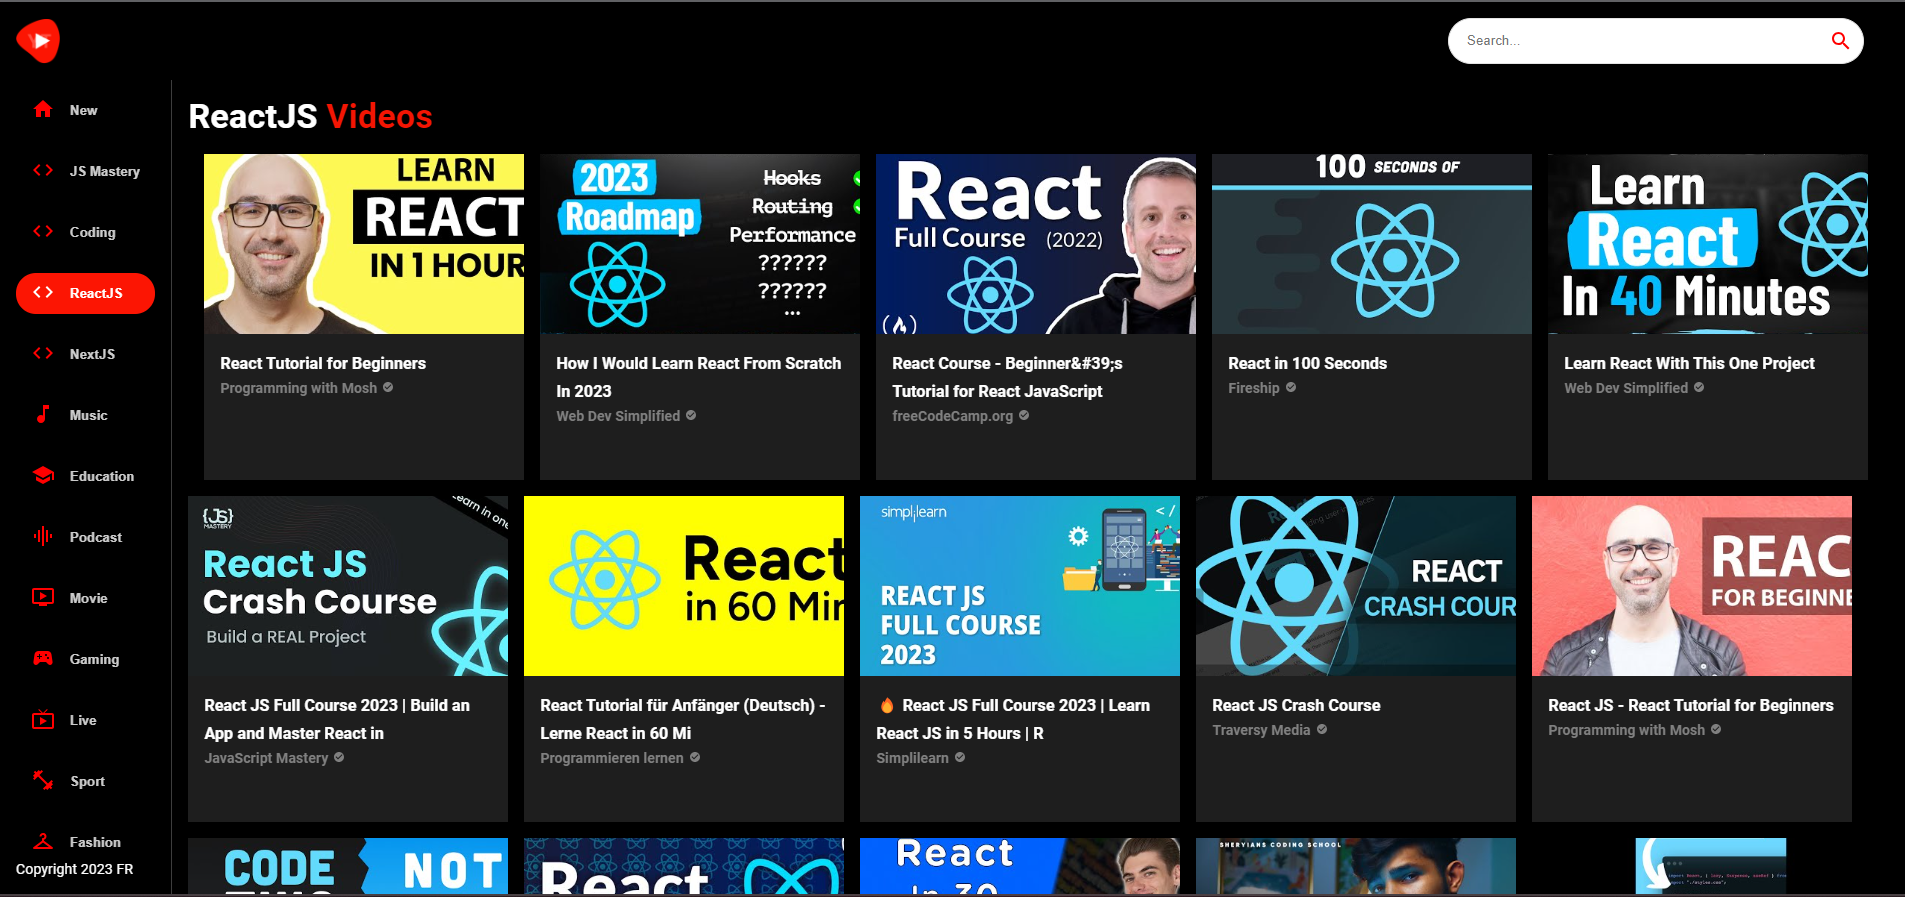 Search...
New
JS Mastery
Coding
ReactJS
NextJS
Music
Education
Podcast
Movie
Gaming
Live
Sport
Fashion
Copyright 2023 FR
ReactJS Videos
LEARN
REACT
IN 1 HOUR
React Tutorial for Beginners
Programming with Mosh
2023
Roadmap
Hooks
Routing
Performance
??????
??????
...
How I Would Learn React From Scratch
In 2023
Web Dev Simplified
React
Full Course (2022)
React Course - Beginner&#39;s
Tutorial for React JavaScript
freeCodeCamp.org
100 SECONDS OF
React in 100 Seconds
Fireship
Learn
React
In 40 Minutes
Learn React With This One Project
Web Dev Simplified
{JS}
MASTERY
Learn in one
React JS
Crash Course
Build a REAL Project
React JS Full Course 2023 | Build an
App and Master React in
JavaScript Mastery
React
in 60 Min
React Tutorial für Anfänger (Deutsch) -
Lerne React in 60 Mi
Programmieren lernen
simplilearn
</
REACT JS
FULL COURSE
2023
🔥 React JS Full Course 2023 | Learn
React JS in 5 Hours | R
Simplilearn
REACT
CRASH COUR
React JS Crash Course
Traversy Media
REAC
FOR BEGINNE
React JS - React Tutorial for Beginners
Programming with Mosh
CODE
NOT
React
React
In 30
SHERYIANS CODING SCHOOL